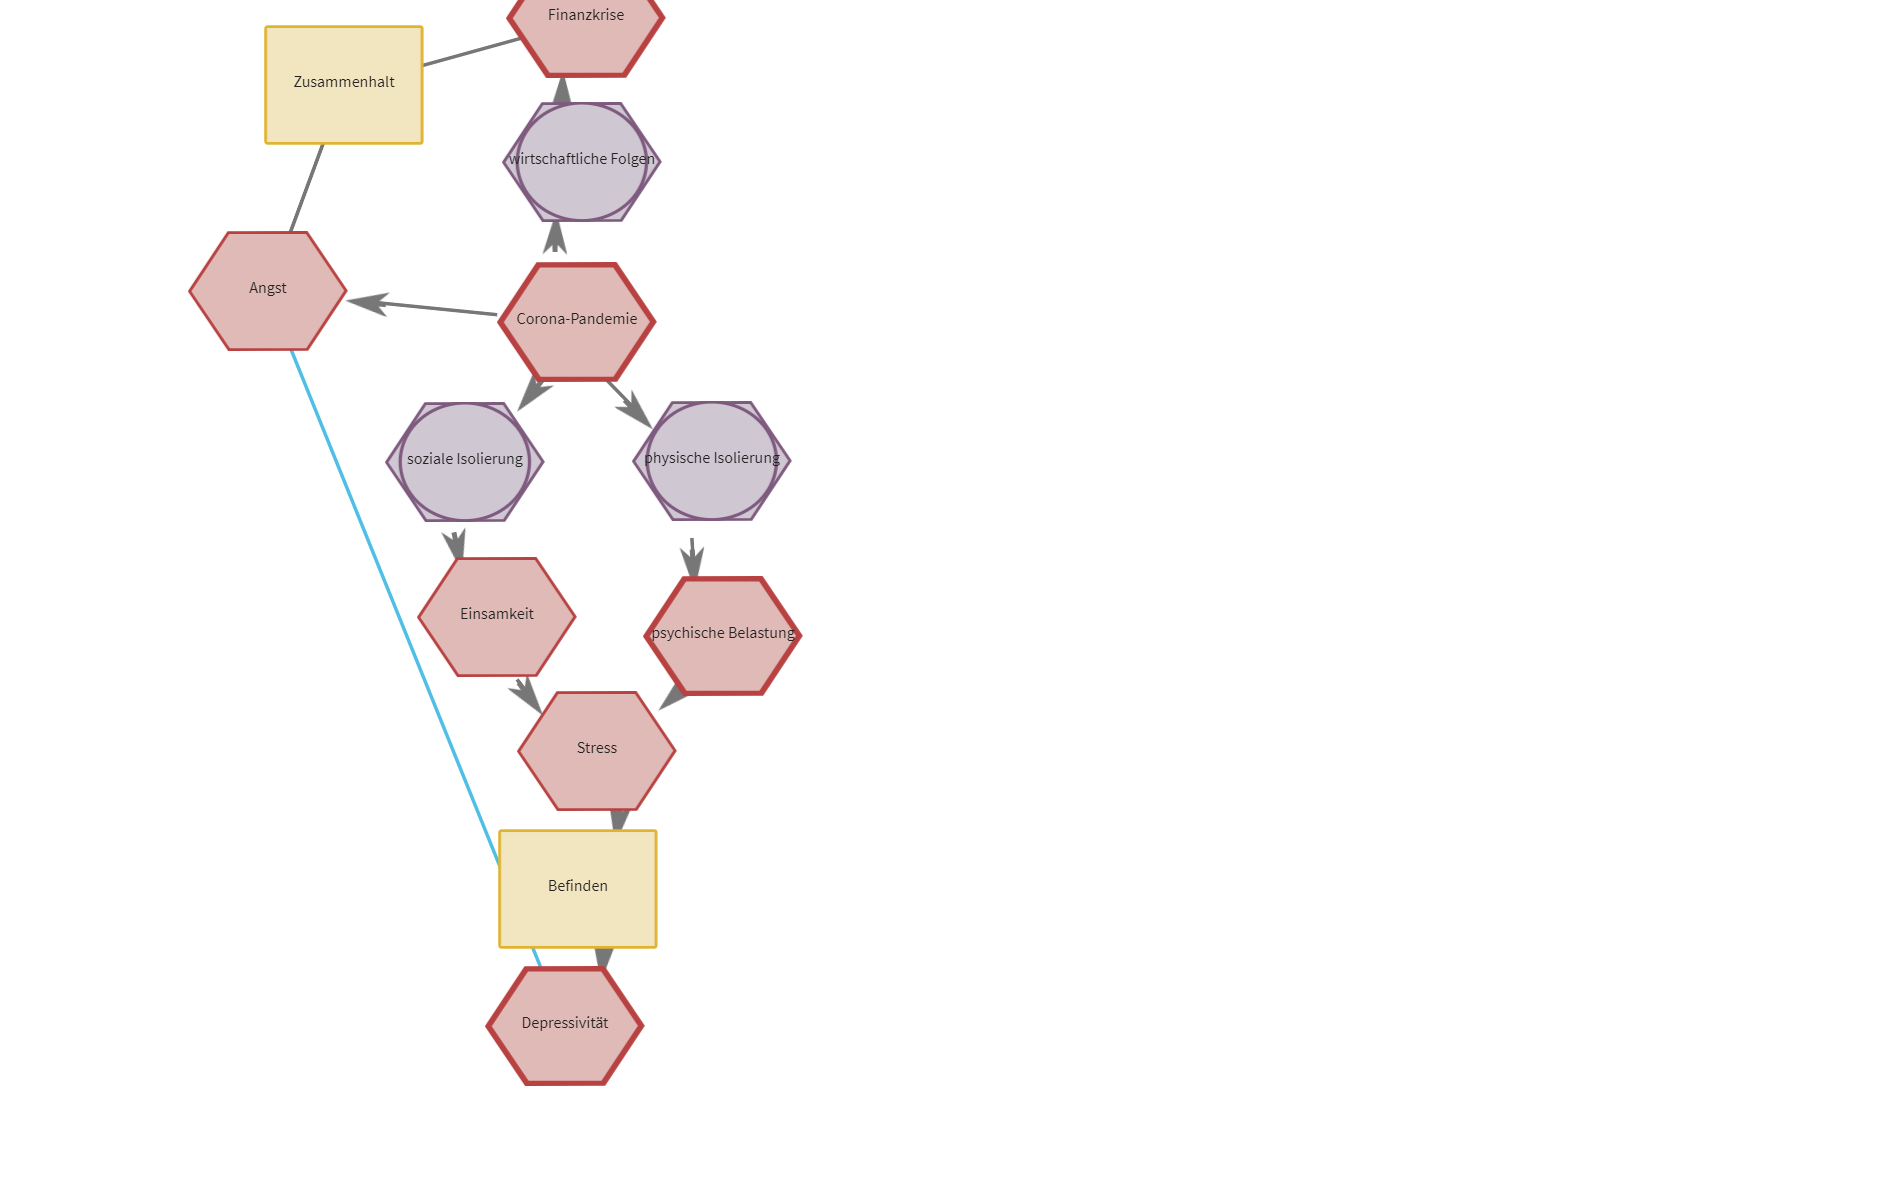 Finanzkrise
Zusammenhalt
wirtschaftliche Folgen
Angst
Corona-Pandemie
soziale Isolierung
physische Isolierung
Einsamkeit
psychische Belastung
Stress
Befinden
Depressivität